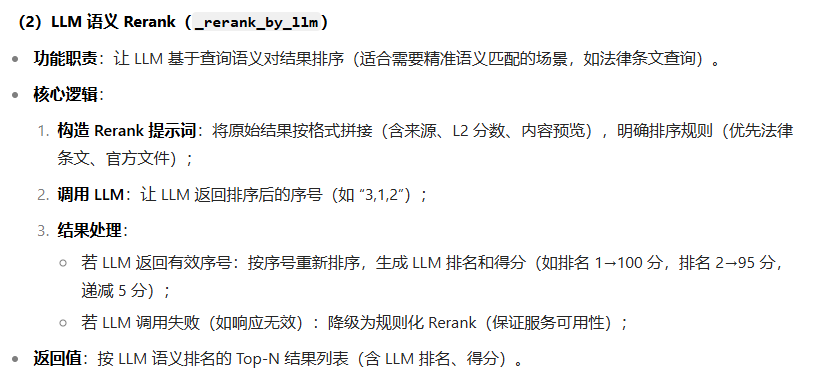 （2）LLM 语义 Rerank（_rerank_by_llm）
• 功能职责：让 LLM 基于查询语义对结果排序（适合需要精准语义匹配的场景，如法律条文查询）。
• 核心逻辑：
1. 构造 Rerank 提示词：将原始结果按格式拼接（含来源、L2 分数、内容预览），明确排序规则（优先法律
条文、官方文件）；
2. 调用 LLM：让 LLM 返回排序后的序号（如 “3,1,2”）；
3. 结果处理：
○ 若 LLM 返回有效序号：按序号重新排序，生成 LLM 排名和得分（如排名 1→100 分，排名 2→95 分，
递减 5 分）；
○ 若 LLM 调用失败（如响应无效）：降级为规则化 Rerank（保证服务可用性）；
• 返回值：按 LLM 语义排名的 Top-N 结果列表（含 LLM 排名、得分）。